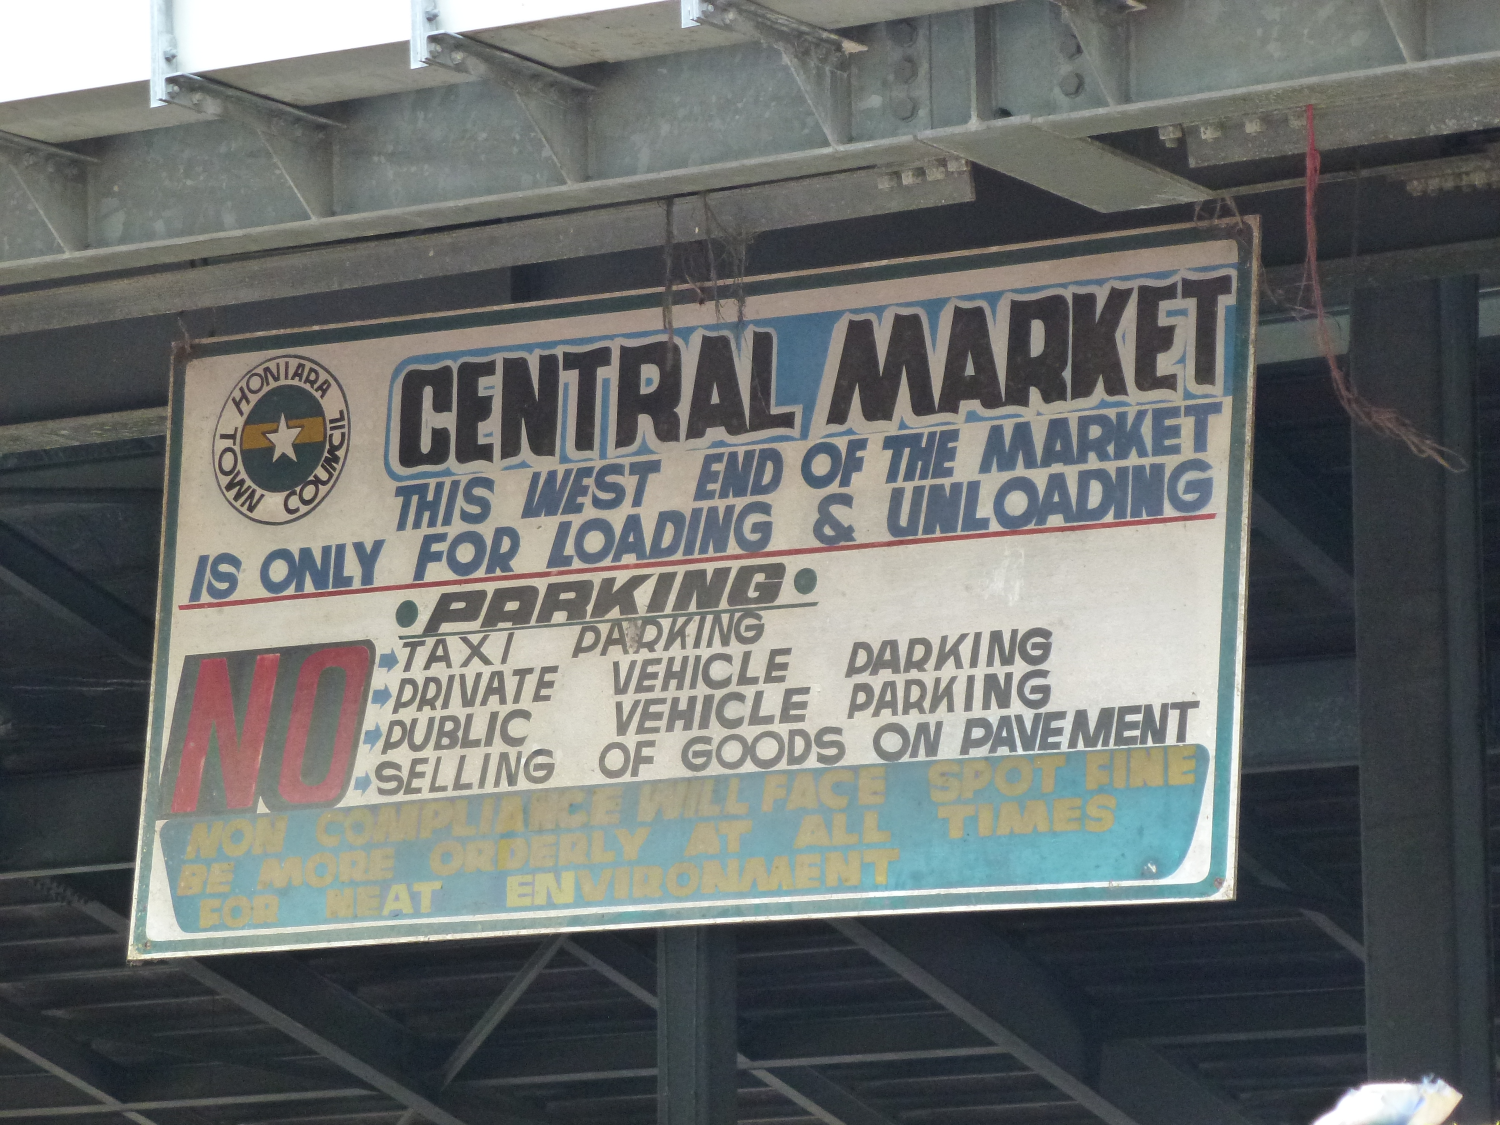 HONIARA
TOWN COUNCIL
CENTRAL MARKET
THIS WEST END OF THE MARKET
IS ONLY FOR LOADING & UNLOADING
• PARKING •
NO
TAXI PARKING
PRIVATE VEHICLE PARKING
PUBLIC VEHICLE PARKING
SELLING OF GOODS ON PAVEMENT
NON COMPLIANCE WILL FACE SPOT FINE
BE MORE ORDERLY AT ALL TIMES
FOR NEAT ENVIRONMENT